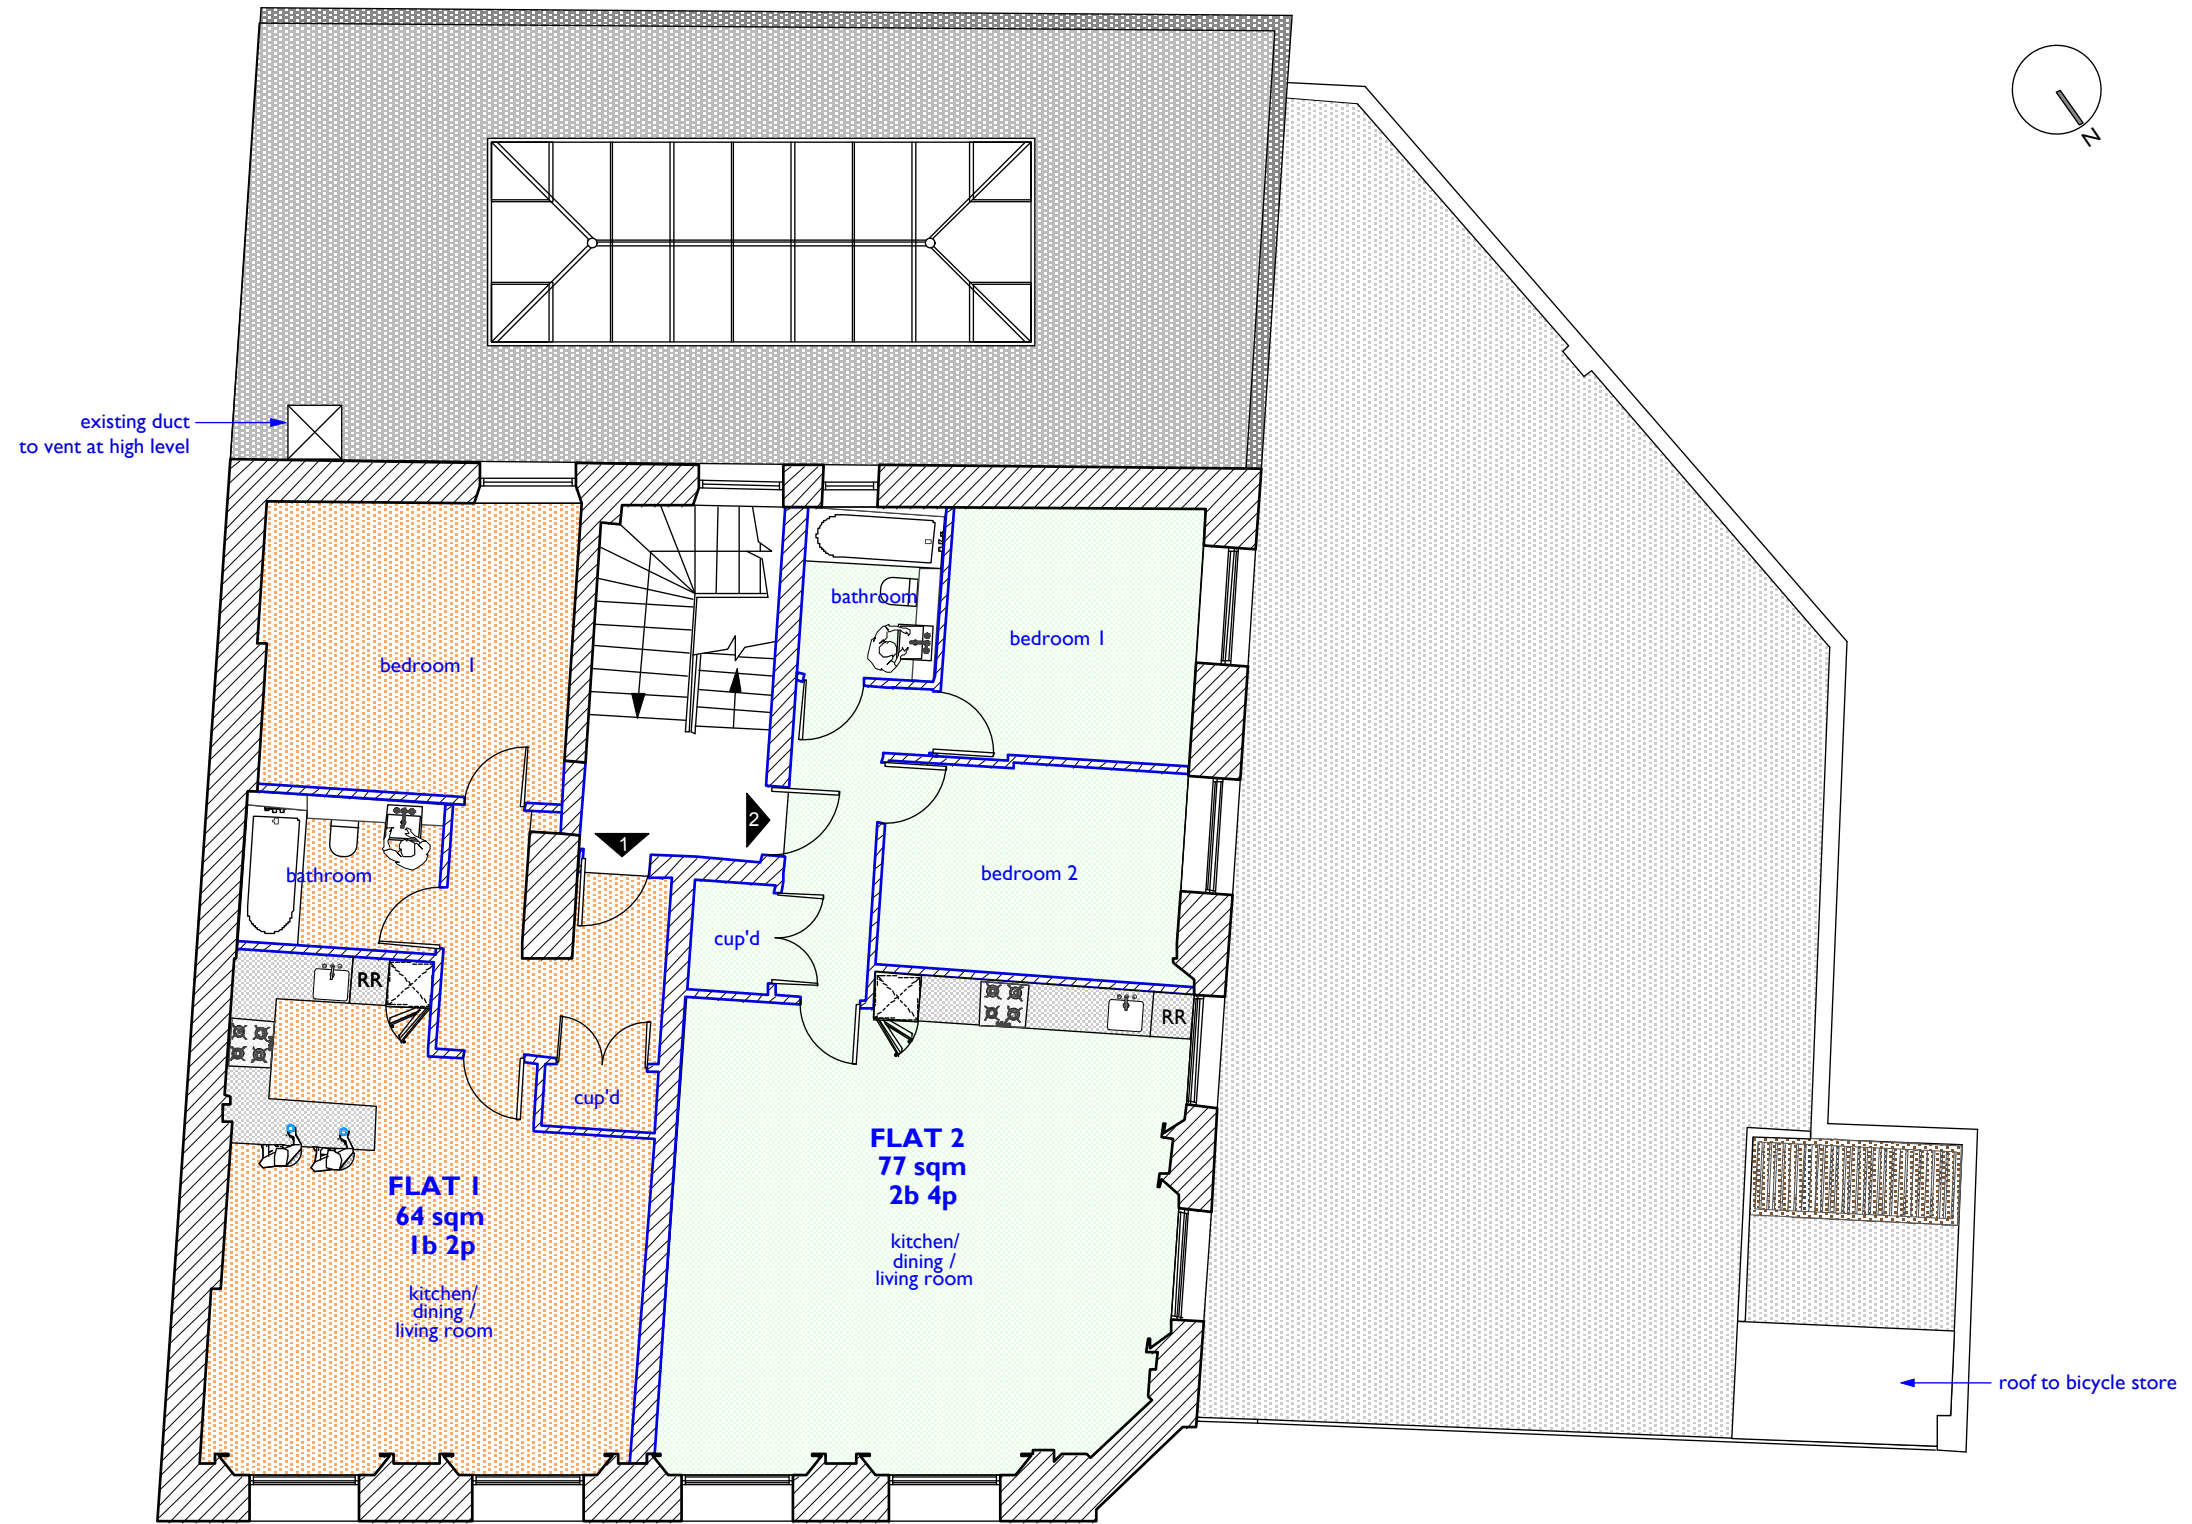 N
existing duct
to vent at high level
bedroom 1
bathroom
bedroom 1
bathroom
2
1
bedroom 2
cup'd
RR
RR
cup'd
FLAT 2
77 sqm
2b 4p
kitchen/
dining /
living room
FLAT 1
64 sqm
1b 2p
kitchen/
dining /
living room
roof to bicycle store